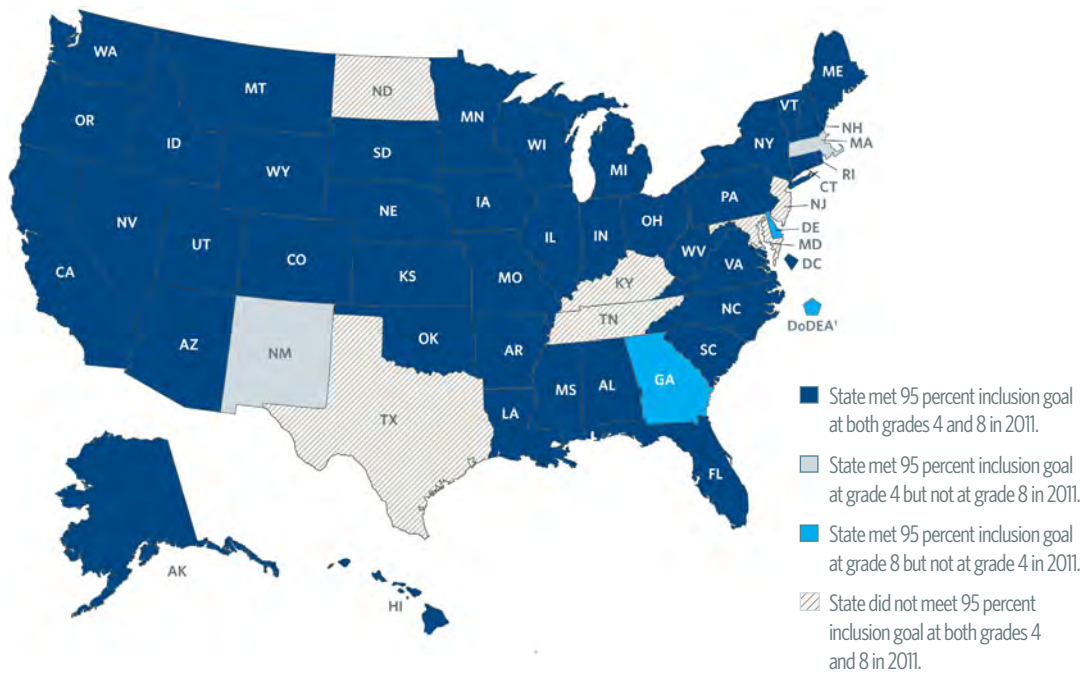 WA
MT
ND
MN
ME
VT
NH
MA
OR
ID
SD
WI
NY
RI
WY
MI
CT
IA
PA
NJ
NE
OH
DE
NV
IL
IN
MD
UT
WV
VA
DC
CO
KS
MO
KY
CA
NC
DoDEA¹
TN
OK
AZ
NM
AR
SC
MS
AL
GA
LA
TX
FL
AK
HI
State met 95 percent inclusion goal
at both grades 4 and 8 in 2011.
State met 95 percent inclusion goal
at grade 4 but not at grade 8 in 2011.
State met 95 percent inclusion goal
at grade 8 but not at grade 4 in 2011.
State did not meet 95 percent
inclusion goal at both grades 4
and 8 in 2011.